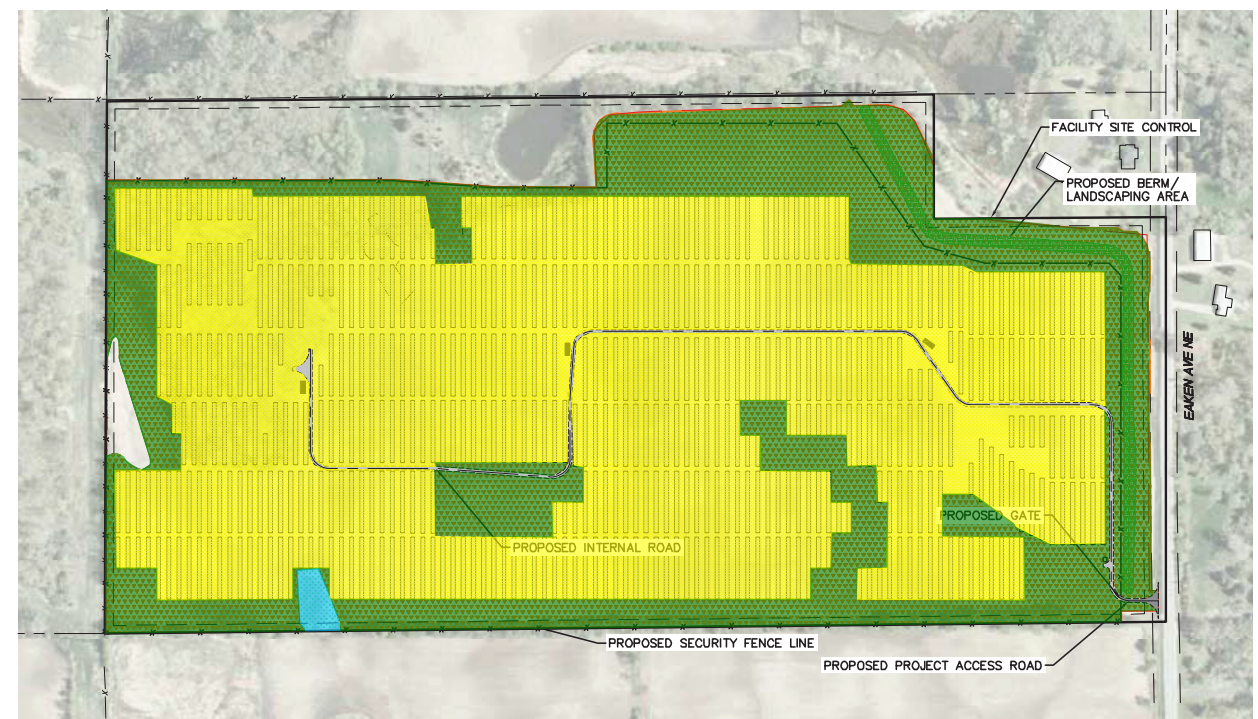 FACILITY SITE CONTROL
PROPOSED BERM/
LANDSCAPING AREA
EAKEN AVE NE
PROPOSED GATE
PROPOSED INTERNAL ROAD
PROPOSED SECURITY FENCE LINE
PROPOSED PROJECT ACCESS ROAD